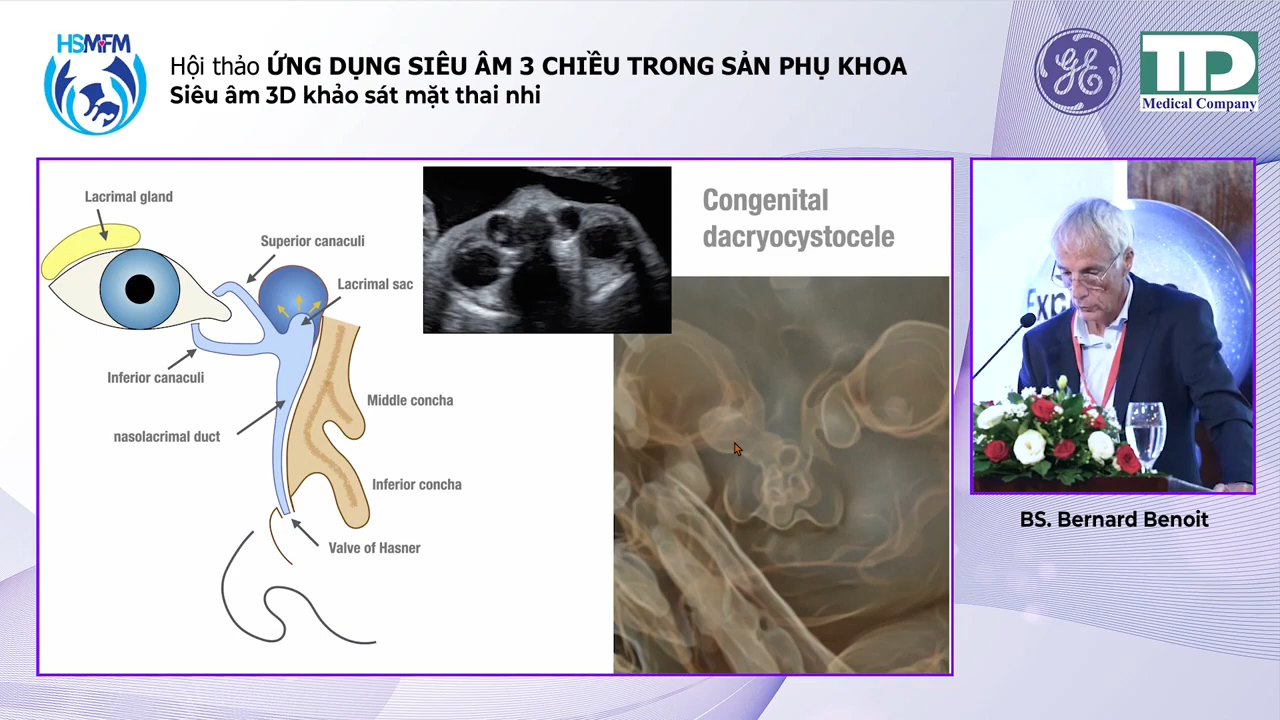 HSMFM
Hội thảo ỨNG DỤNG SIÊU ÂM 3 CHIỀU TRONG SẢN PHỤ KHOA
Siêu âm 3D khảo sát mặt thai nhi
GE
TD
Medical Company
Lacrimal gland
Superior canaculi
Lacrimal sac
Inferior canaculi
Middle concha
nasolacrimal duct
Inferior concha
Valve of Hasner
Congenital
dacryocystocele
BS. Bernard Benoit